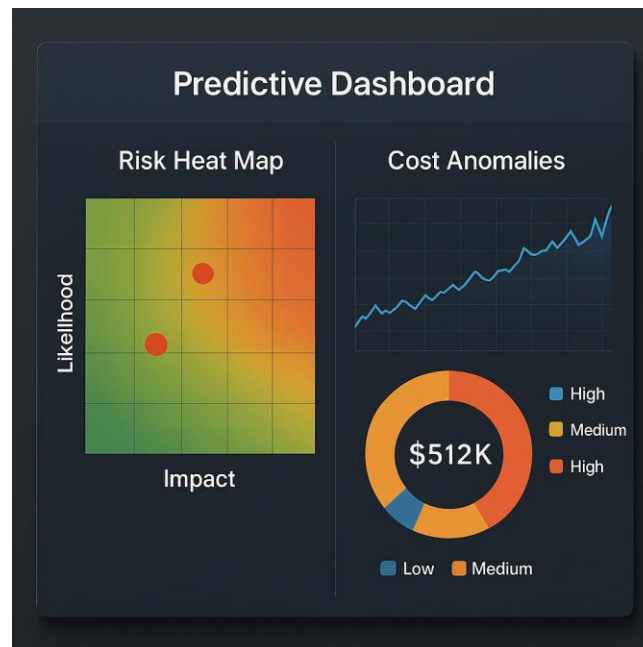 Predictive Dashboard
Risk Heat Map
Likelihood
Impact
Cost Anomalies
$512K
High
Medium
High
Low
Medium